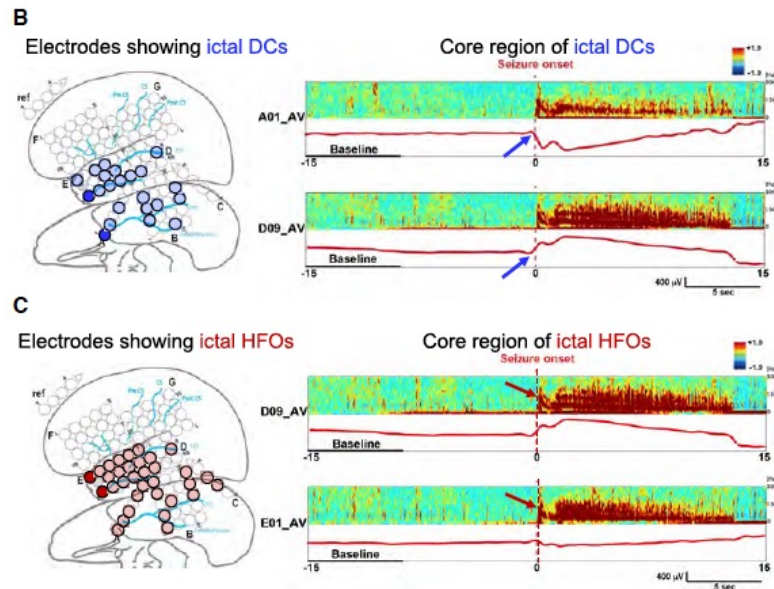 B
Electrodes showing ictal DCs
Core region of ictal DCs
Seizure onset
+1.0
-1.0
ref
G
F
D
E
C
A
B
A01_AV
Baseline
-15
0
15
D09_AV
Baseline
-15
0
15
400 µV
5 sec
C
Electrodes showing ictal HFOs
Core region of ictal HFOs
Seizure onset
+1.0
-1.0
ref
G
F
D
E
C
B
D09_AV
Baseline
-15
0
15
E01_AV
Baseline
-15
0
15
400 µV
5 sec